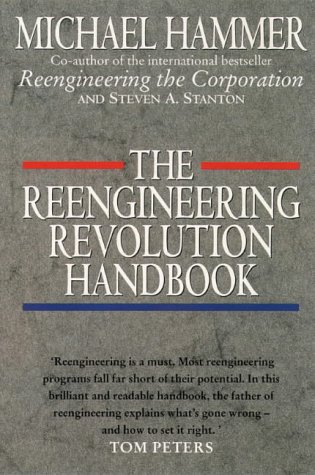 MICHAEL HAMMER
Co-author of the international bestseller
Reengineering the Corporation
AND STEVEN A. STANTON
THE
REENGINEERING
REVOLUTION
HANDBOOK
'Reengineering is a must. Most reengineering
programs fall far short of their potential. In this
brilliant and readable handbook, the father of
reengineering explains what's gone wrong –
and how to set it right.'
TOM PETERS